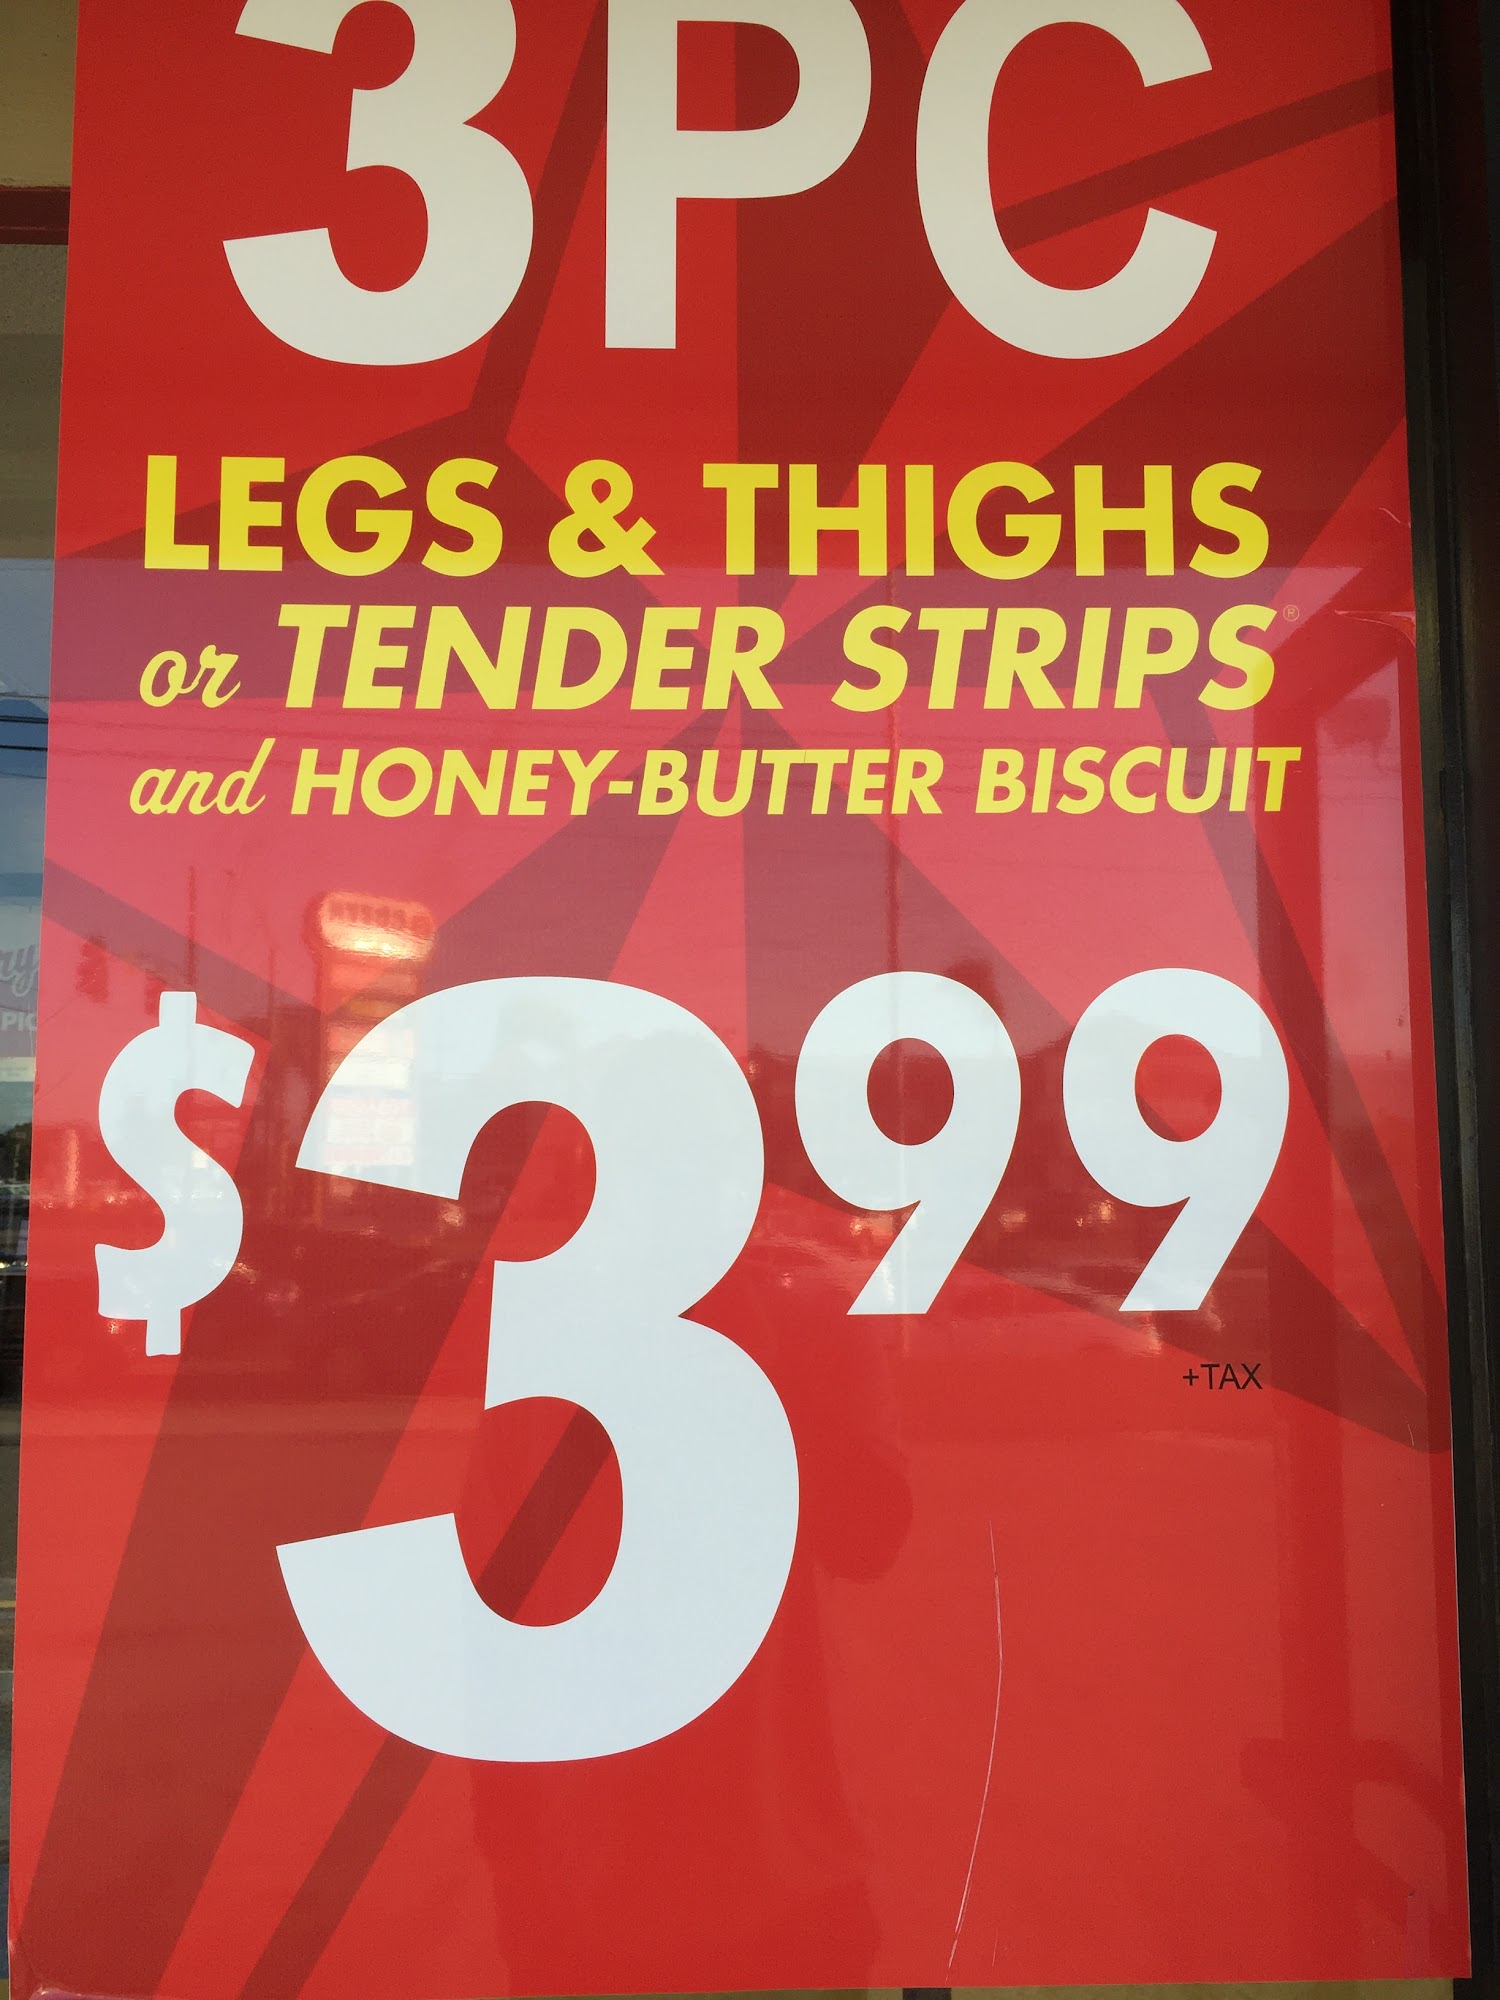 3PC
LEGS & THIGHS
or TENDER STRIPS®
and HONEY-BUTTER BISCUIT
$3 99
+TAX